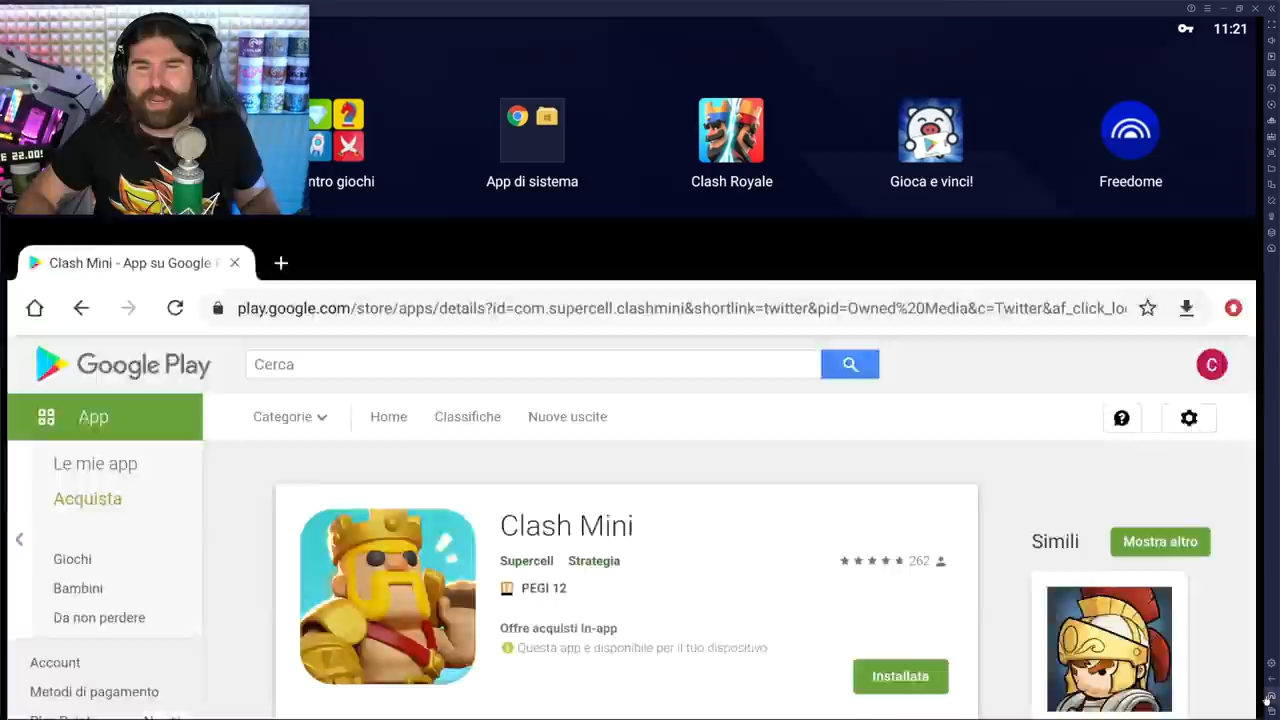 11:21
E 22.00!
ntro giochi
App di sistema
Clash Royale
Gioca e vinci!
Freedome
Clash Mini - App su Google
play.google.com/store/apps/details?id=com.supercell.clashmini&shortlink=twitter&pid=Owned%20Media&c=Twitter&af_click_lo
Google Play
Cerca
C
App
Categorie
Home
Classifiche
Nuove uscite
Le mie app
Acquista
Giochi
Bambini
Da non perdere
Account
Metodi di pagamento
Clash Mini
Supercell Strategia
262
PEGI 12
Offre acquisti In-app
Questa app è disponibile per il tuo dispositivo
Installata
Simili
Mostra altro